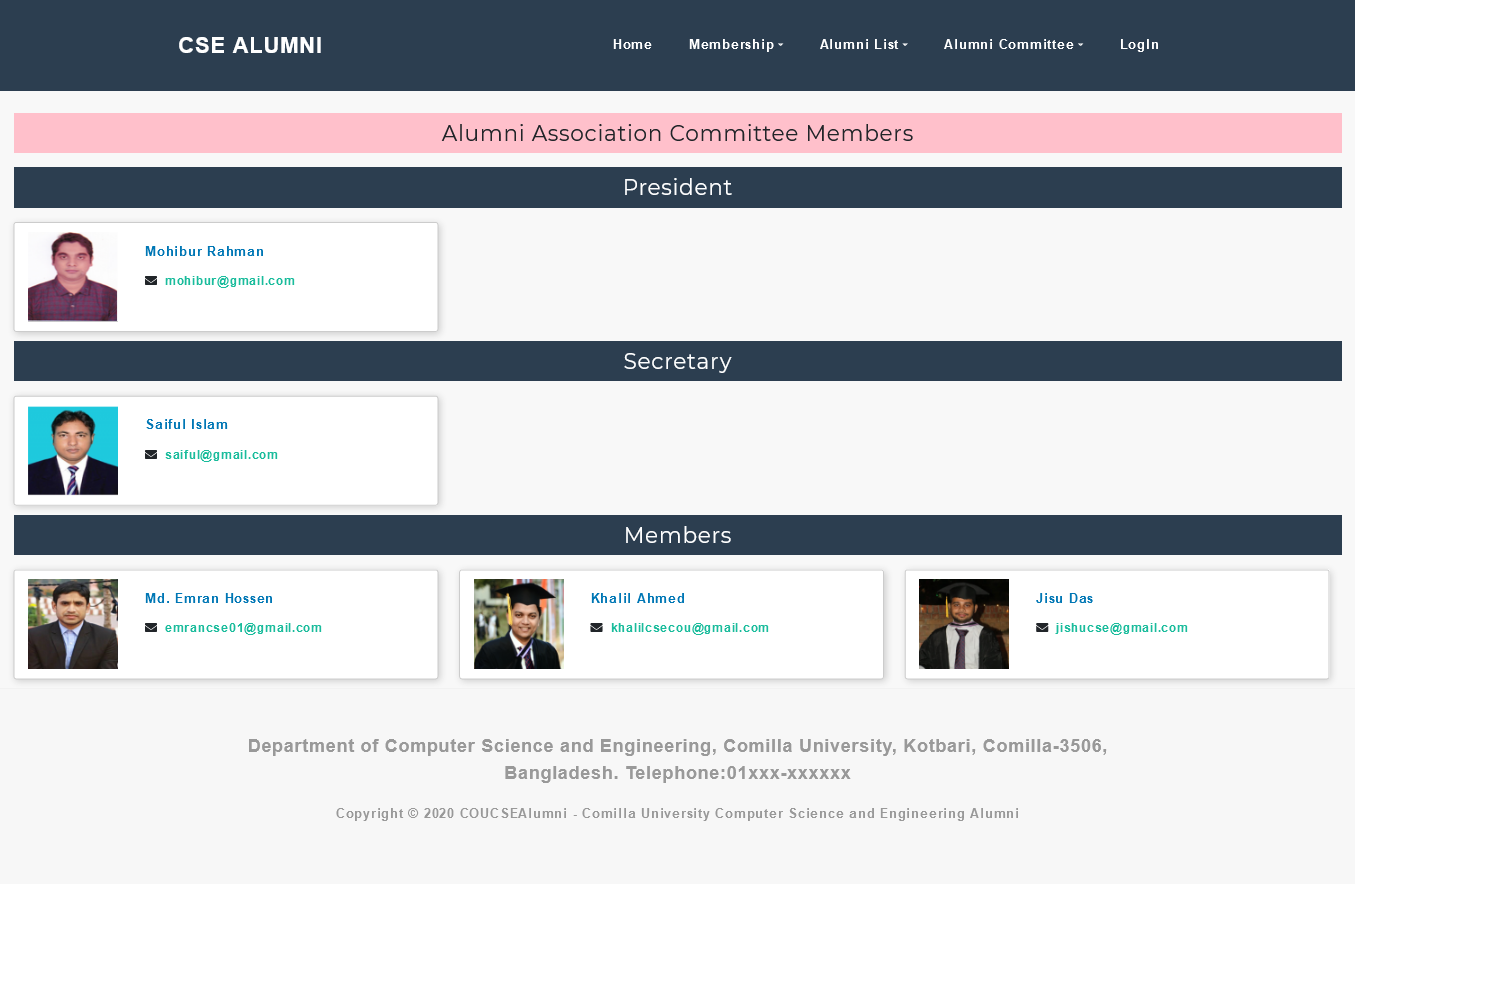 CSE ALUMNI
Home Membership Alumni List Alumni Committee LogIn
Alumni Association Committee Members
President
Mohibur Rahman
mohibur@gmail.com
Secretary
Saiful Islam
saiful@gmail.com
Members
Md. Emran Hossen
emrancse01@gmail.com
Khalil Ahmed
khalilcsecou@gmail.com
Jisu Das
jishucse@gmail.com
Department of Computer Science and Engineering, Comilla University, Kotbari, Comilla-3506,
Bangladesh. Telephone:01xxx-xxxxxx
Copyright © 2020 COUCSEAlumni - Comilla University Computer Science and Engineering Alumni